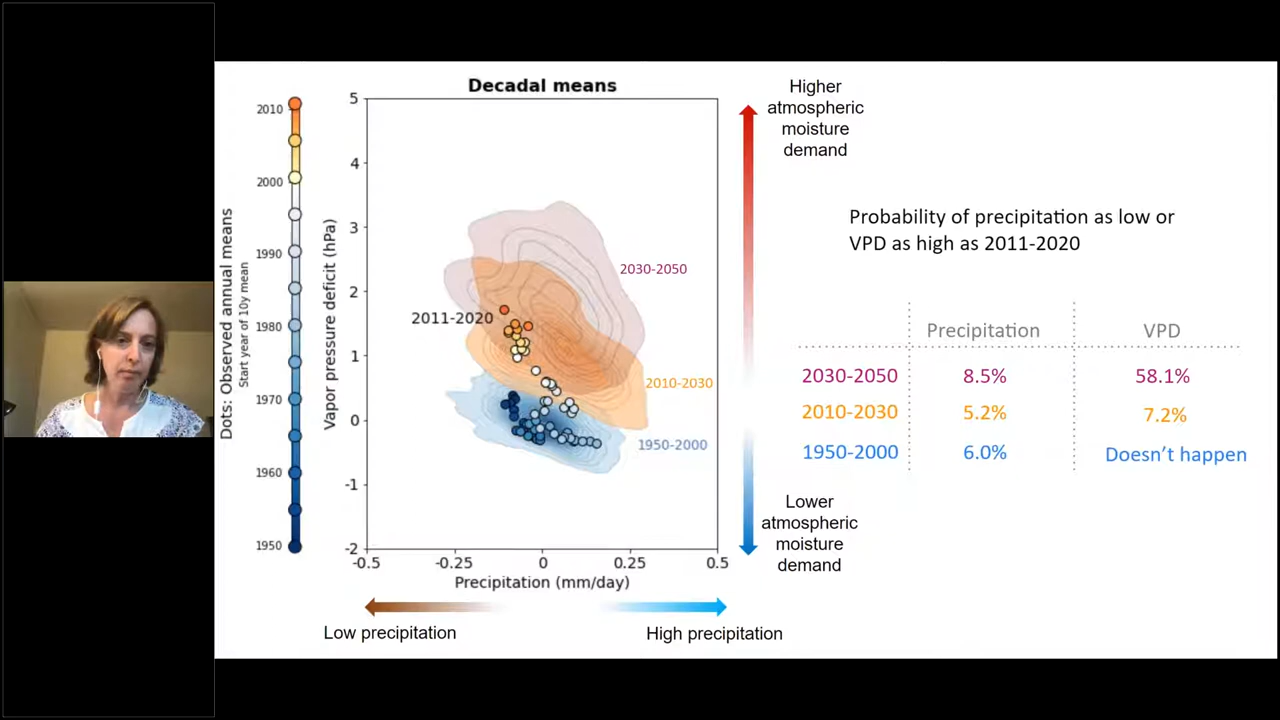 Decadal means
Dots: Observed annual means
Start year of 10y mean
2010
2000
1990
1980
1970
1960
1950
Vapor pressure deficit (hPa)
5
4
3
2
1
0
-1
-2
2030-2050
2011-2020
2010-2030
1950-2000
-0.5
-0.25
0
0.25
0.5
Precipitation (mm/day)
Low precipitation
High precipitation
Higher
atmospheric
moisture
demand
Lower
atmospheric
moisture
demand
Probability of precipitation as low or
VPD as high as 2011-2020
Precipitation VPD
2030-2050 8.5% 58.1%
2010-2030 5.2% 7.2%
1950-2000 6.0% Doesn't happen